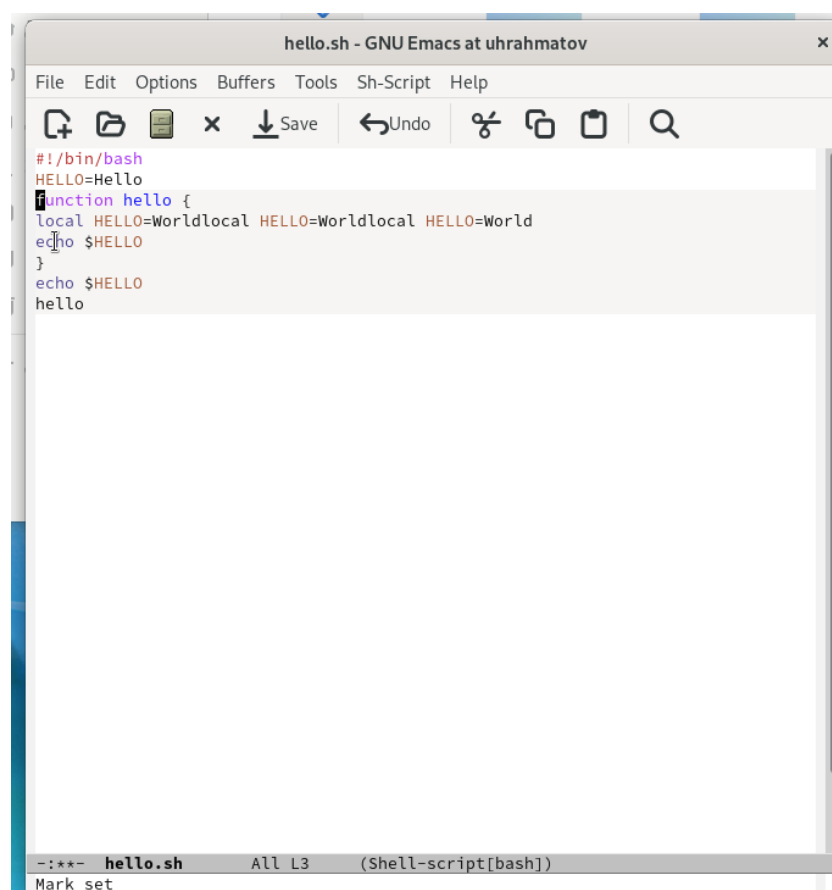 hello.sh - GNU Emacs at uhrahmatov
File Edit Options Buffers Tools Sh-Script Help
Save Undo
#!/bin/bash
HELLO=Hello
function hello {
local HELLO=Worldlocal HELLO=Worldlocal HELLO=World
echo $HELLO
}
echo $HELLO
hello
-:**- hello.sh All L3 (Shell-script[bash])
Mark set